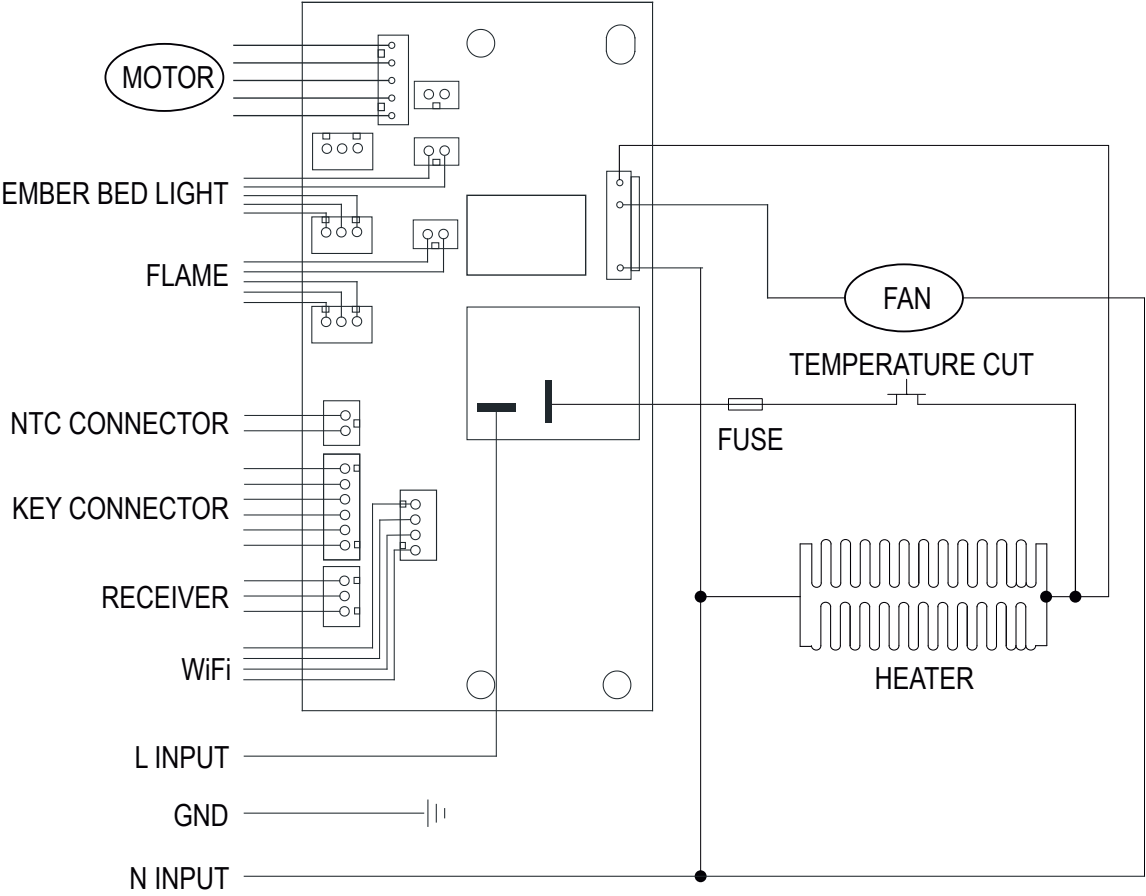 MOTOR
EMBER BED LIGHT
FLAME
FAN
TEMPERATURE CUT
FUSE
NTC CONNECTOR
KEY CONNECTOR
RECEIVER
WiFi
HEATER
L INPUT
GND
N INPUT